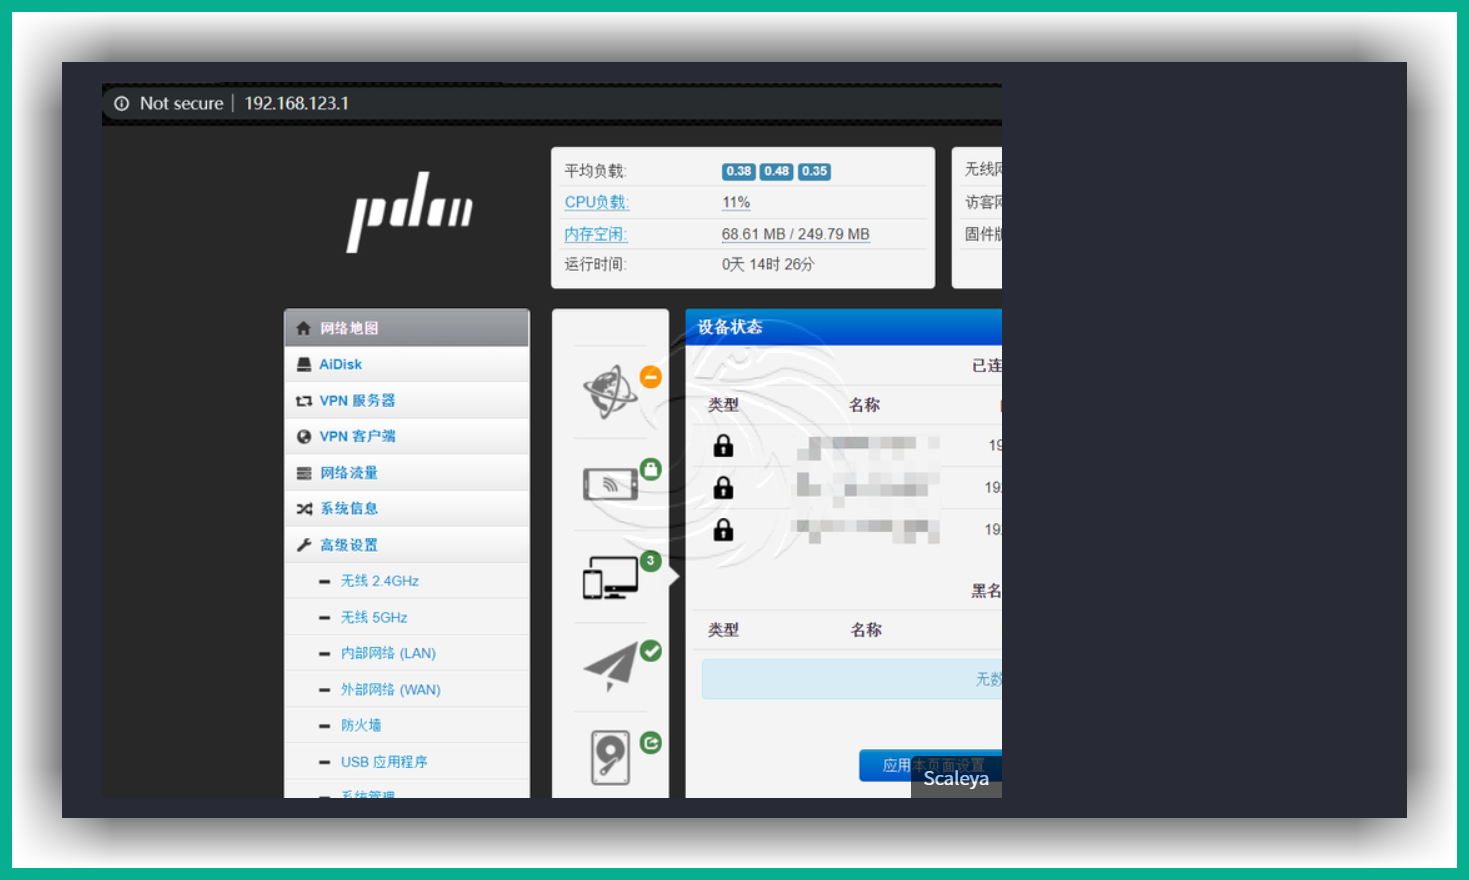 Not secure | 192.168.123.1
pdcn
平均负载: 0.38 0.48 0.35
CPU负载: 11%
内存空闲: 68.61 MB / 249.79 MB
运行时间: 0天 14时 26分
无线网
访客网
固件版
网络地图
AiDisk
VPN 服务器
VPN 客户端
网络流量
系统信息
高级设置
无线 2.4GHz
无线 5GHz
内部网络 (LAN)
外部网络 (WAN)
防火墙
USB 应用程序
系统管理
3
设备状态
已连
类型 名称
19
19
19
黑名
类型 名称
无数
应用本页面设置
Scaleya